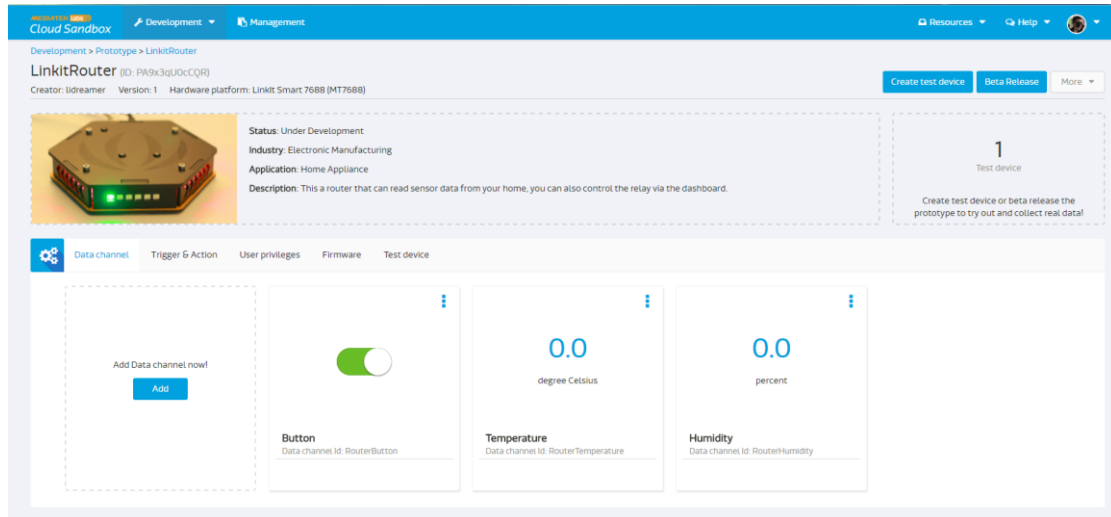 MEDIATEK LABS
Cloud Sandbox
Development
Management
Resources
Help
Development > Prototype > LinkitRouter
LinkitRouter (ID: PA9x3qU0cCQR)
Creator: lidreamer Version: 1 Hardware platform: LinkIt Smart 7688 (MT7688)
Create test device
Beta Release
More
Status: Under Development
Industry: Electronic Manufacturing
Application: Home Appliance
Description: This a router that can read sensor data from your home, you can also control the relay via the dashboard.
1
Test device
Create test device or beta release the
prototype to try out and collect real data!
Data channel
Trigger & Action
User privileges
Firmware
Test device
Add Data channel now!
Add
Button
Data channel Id: RouterButton
0.0
degree Celsius
Temperature
Data channel Id: RouterTemperature
0.0
percent
Humidity
Data channel Id: RouterHumidity